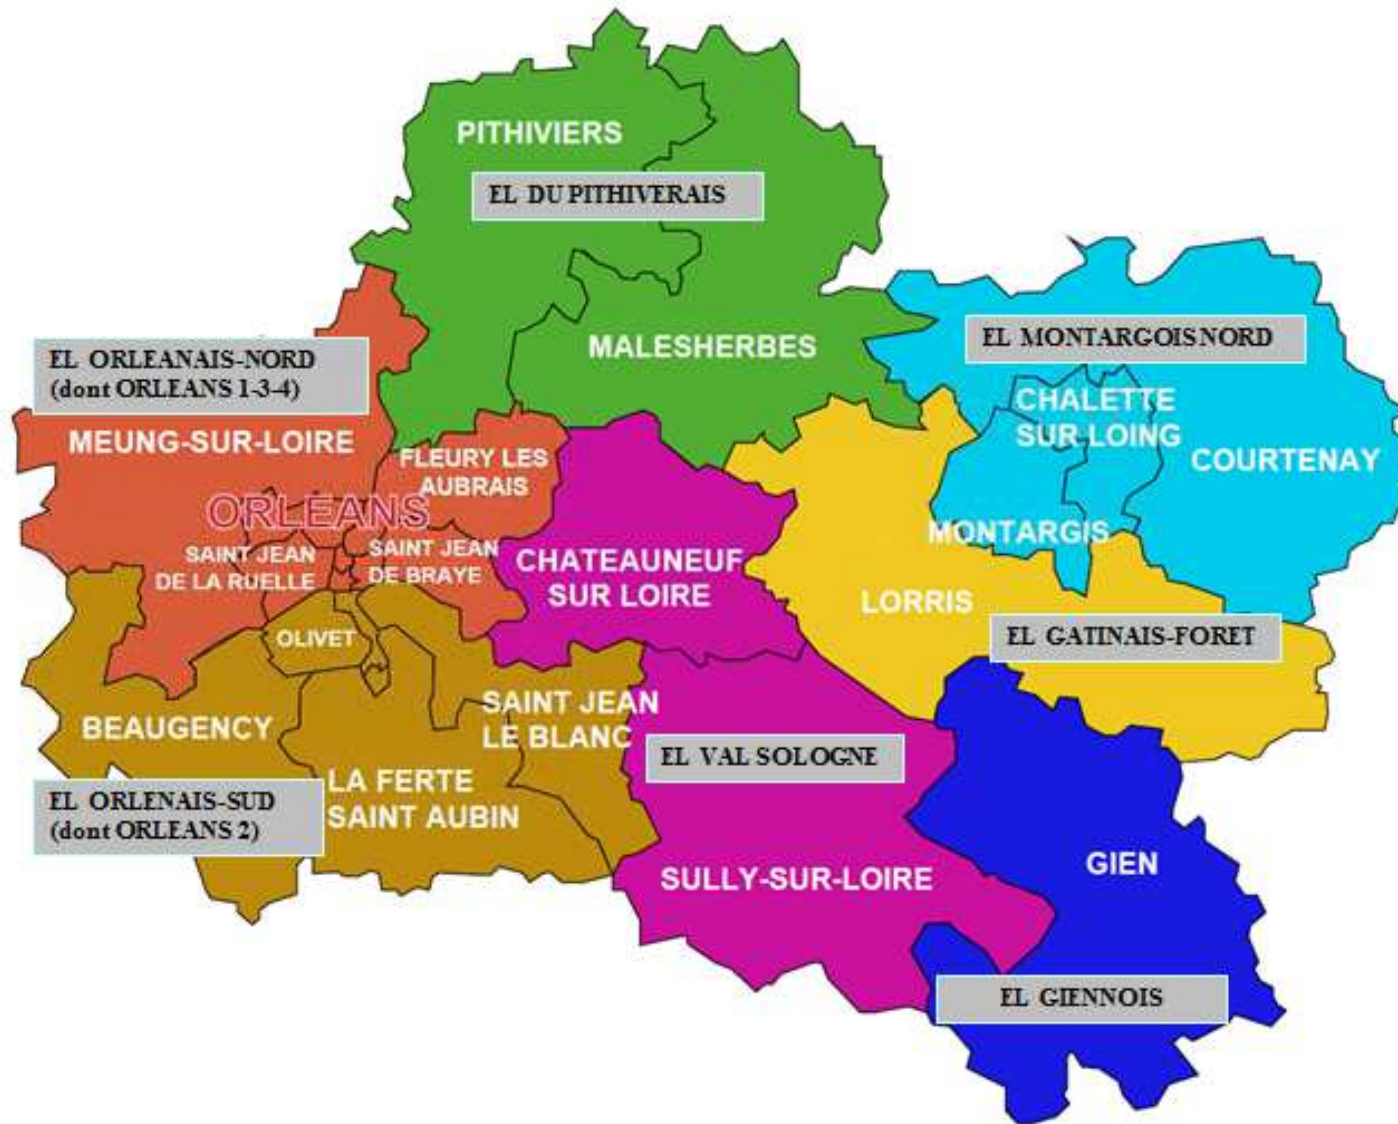 PITHIVIERS
EL DU PITHIVERAIS
MALESHERBES
EL MONTARGOIS NORD
EL ORLEANAIS-NORD
(dont ORLEANS 1-3-4)
CHALETTE
SUR LOING
MEUNG-SUR-LOIRE
FLEURY LES
AUBRAIS
COURTENAY
ORLEANS
MONTARGIS
SAINT JEAN
DE LA RUELLE
SAINT JEAN
DE BRAYE
CHATEAUNEUF
SUR LOIRE
LORRIS
OLIVET
EL GATINAIS-FORET
BEAUGENCY
SAINT JEAN
LE BLANC
EL VAL SOLOGNE
EL ORLENAIS-SUD
(dont ORLEANS 2)
LA FERTE
SAINT AUBIN
SULLY-SUR-LOIRE
GIEN
EL GIENNOIS